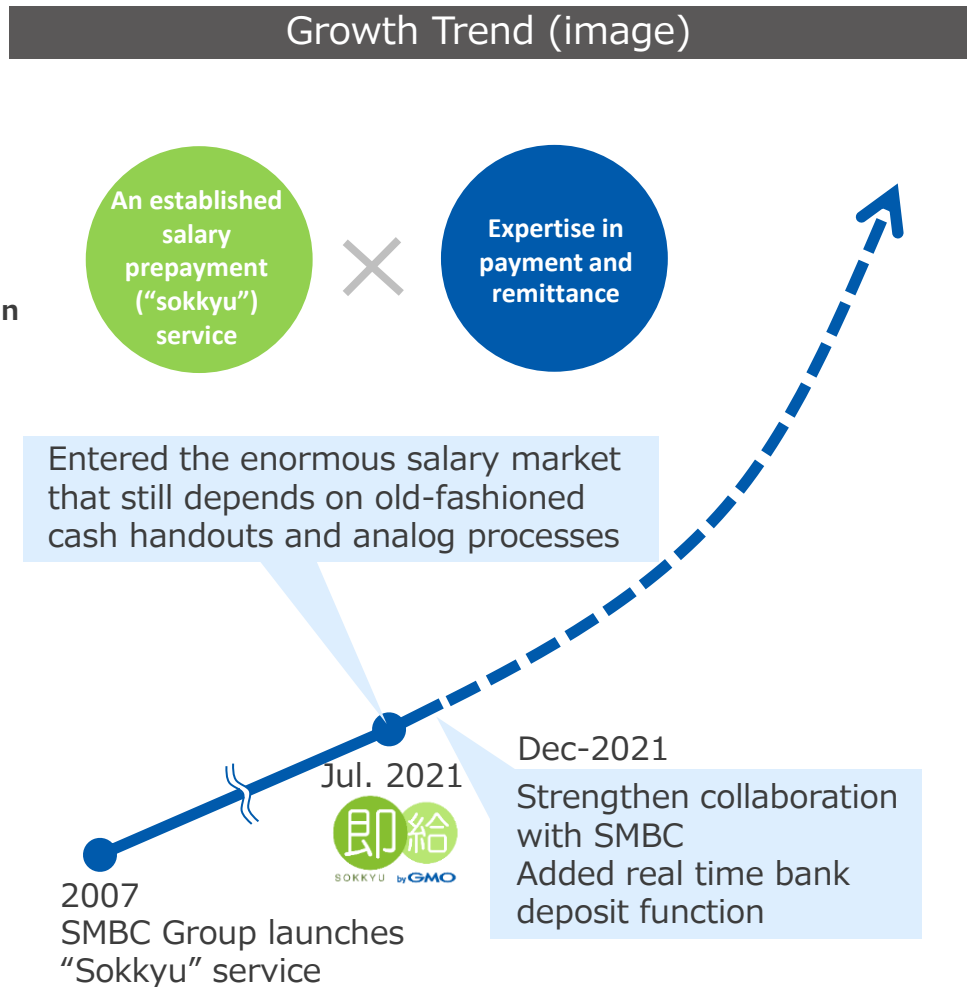 Growth Trend (image)
An established
salary
prepayment
(“sokkyu”)
service
Expertise in
payment and
remittance
n
Entered the enormous salary market
that still depends on old-fashioned
cash handouts and analog processes
Jul. 2021
即給
SOKKYU by GMO
Dec-2021
Strengthen collaboration
with SMBC
Added real time bank
deposit function
2007
SMBC Group launches
“Sokkyu” service